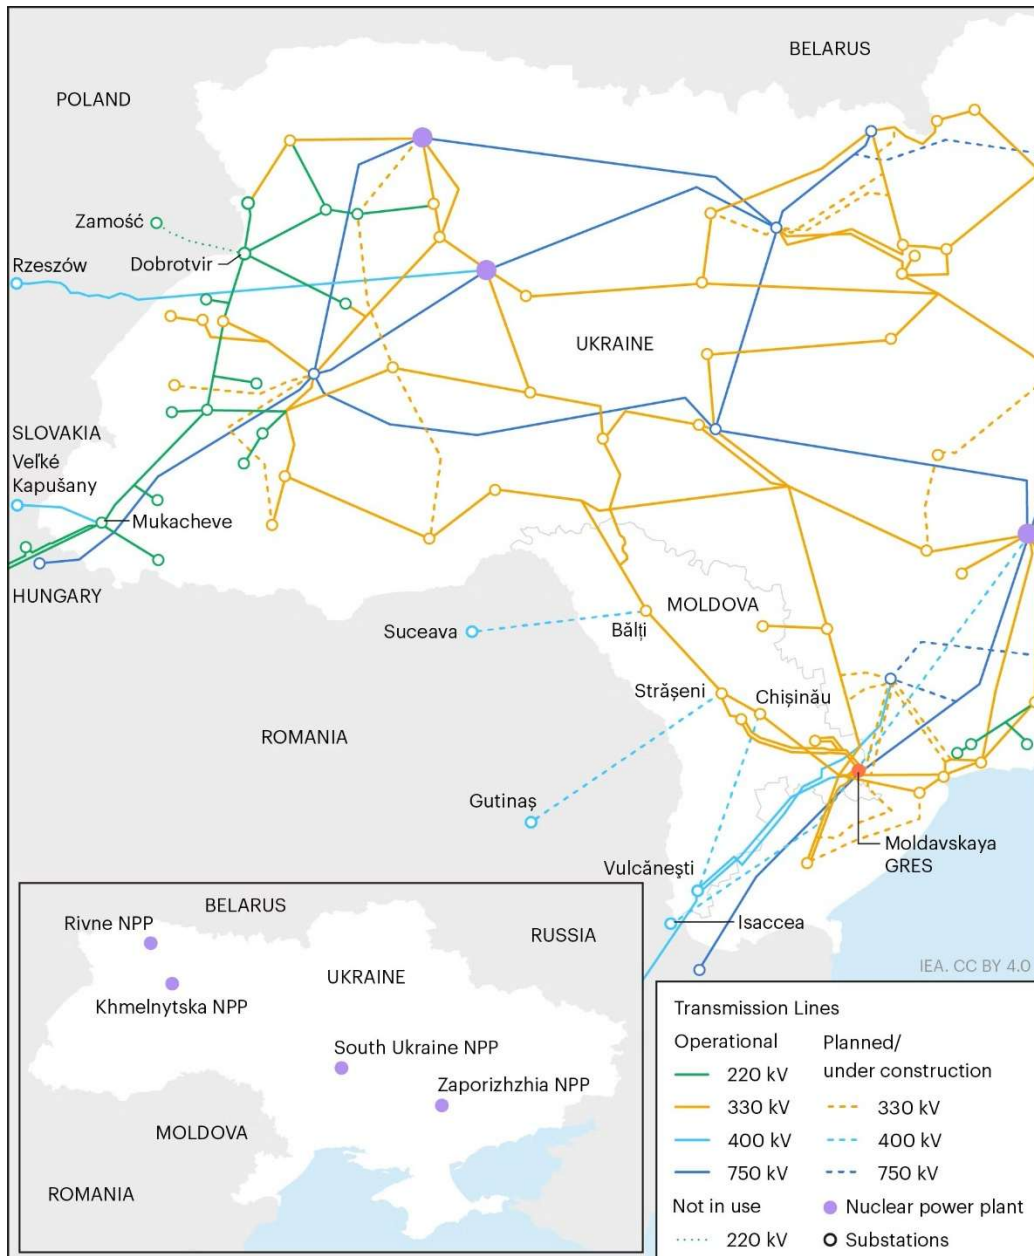 BELARUS
POLAND
Zamość
Dobrotvir
Rzeszów
UKRAINE
SLOVAKIA
Veľké
Kapušany
Mukacheve
HUNGARY
MOLDOVA
Suceava
Bălți
Strășeni
Chișinău
ROMANIA
Gutinaș
Moldavskaya
GRES
Vulcănești
Isaccea
IEA. CC BY 4.0
BELARUS
Rivne NPP
RUSSIA
UKRAINE
Khmelnytska NPP
South Ukraine NPP
Zaporizhzhia NPP
MOLDOVA
ROMANIA
Transmission Lines
Operational
220 kV
330 kV
400 kV
750 kV
Not in use
220 kV
Planned/
under construction
330 kV
400 kV
750 kV
Nuclear power plant
Substations